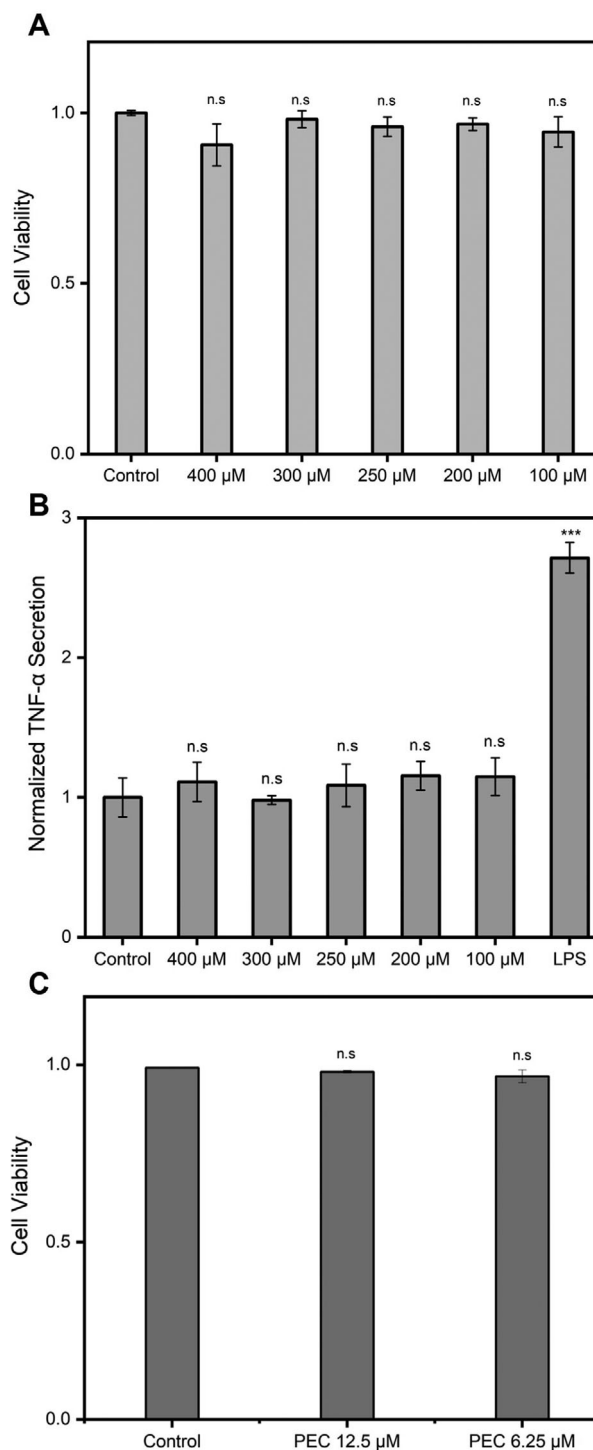 A
n.s n.s n.s n.s n.s
1.0
0.5
0.0
Cell Viability
Control 400 μM 300 μM 250 μM 200 μM 100 μM
B
3
***
2
n.s n.s n.s n.s n.s
1
0
Normalized TNF-α Secretion
Control 400 μM 300 μM 250 μM 200 μM 100 μM LPS
C
n.s n.s
1.0
0.5
0.0
Cell Viability
Control PEC 12.5 μM PEC 6.25 μM